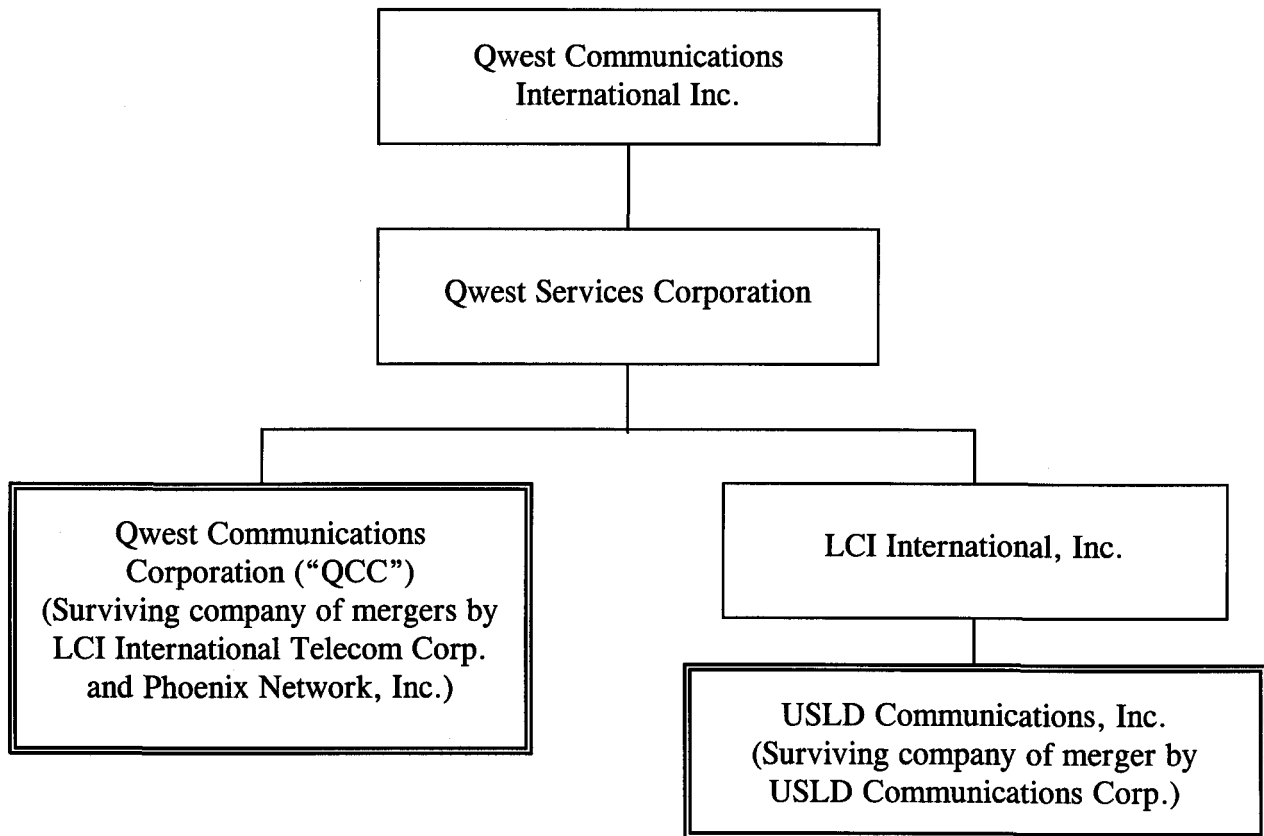 Qwest Communications
International Inc.
Qwest Services Corporation
Qwest Communications
Corporation (“QCC”)
(Surviving company of mergers by
LCI International Telecom Corp.
and Phoenix Network, Inc.)
LCI International, Inc.
USLD Communications, Inc.
(Surviving company of merger by
USLD Communications Corp.)